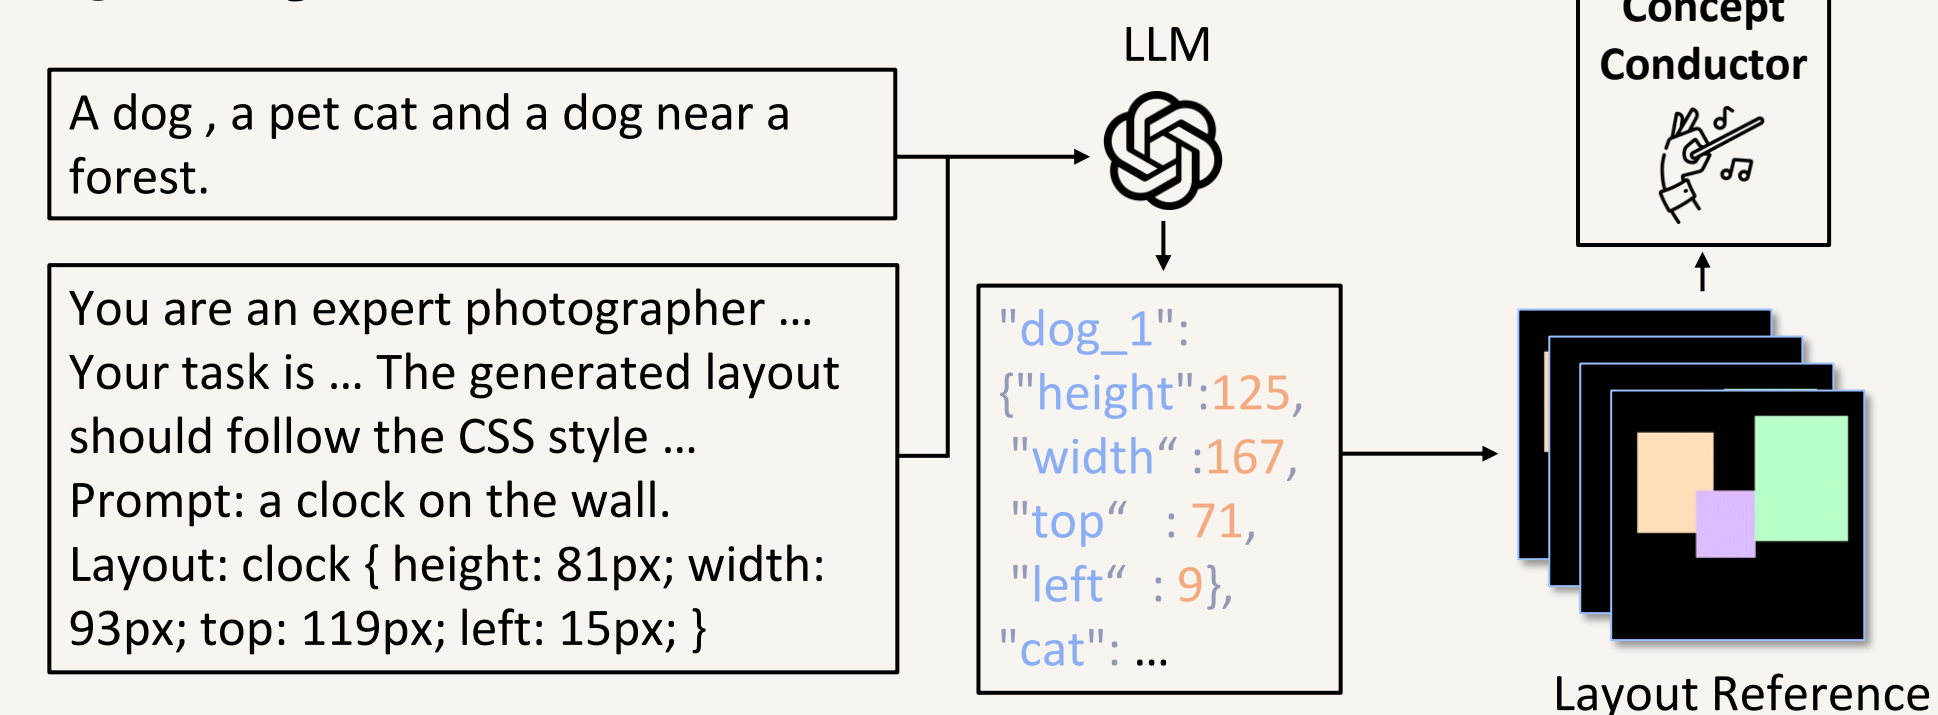 A dog , a pet cat and a dog near a
forest.
You are an expert photographer ...
Your task is ... The generated layout
should follow the CSS style ...
Prompt: a clock on the wall.
Layout: clock { height: 81px; width:
93px; top: 119px; left: 15px; }
LLM
"dog_1":
{"height":125,
"width“ :167,
"top“ : 71,
"left“ : 9},
"cat": ...
Concept
Conductor
Layout Reference